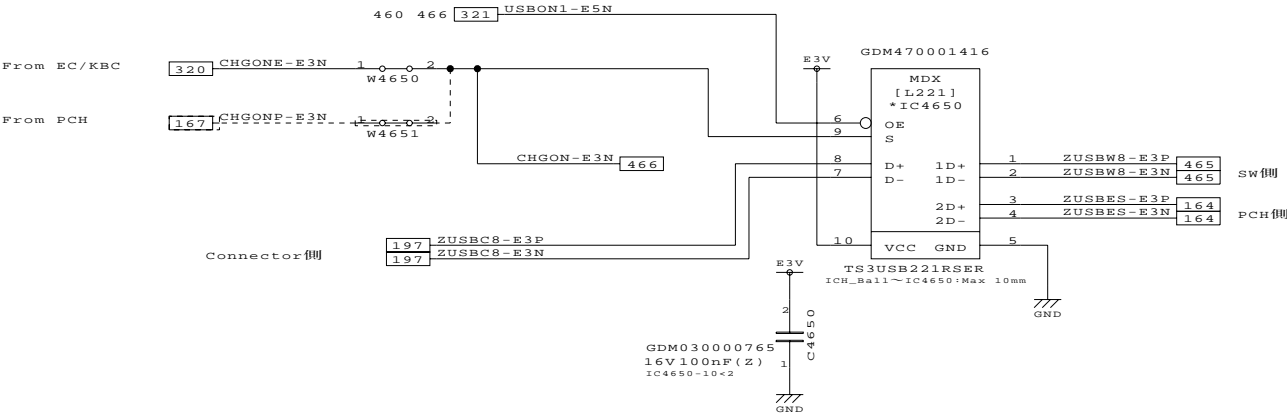 460 466 321 USBON1-E5N
GDM470001416
E3V
From EC/KBC 320 CHGONE-E3N 1 2
W4650
MDX
[L221]
*IC4650
From PCH 167 CHGONP-E3N 1 2
W4651
6 OE
9 S
CHGON-E3N 466
8 D+ 1D+ 1 ZUSBW8-E3P 465
7 D- 1D- 2 ZUSBW8-E3N 465
SW側
2D+ 3 ZUSBES-E3P 164
2D- 4 ZUSBES-E3N 164
PCH側
Connector側
197 ZUSBC8-E3P
197 ZUSBC8-E3N
10 VCC GND 5
TS3USB221RSER
ICH_Ball〜IC4650:Max 10mm
E3V
GND
2
C4650
GDM030000765
16V100nF(Z)
IC4650-10<2
1
GND